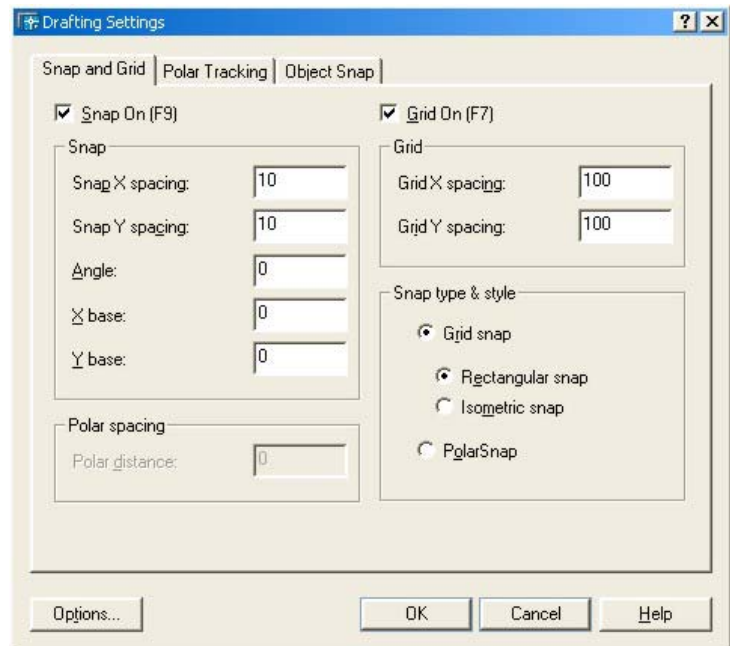 Drafting Settings
Snap and Grid
Polar Tracking
Object Snap
Snap On (F9)
Snap
Snap X spacing: 10
Snap Y spacing: 10
Angle: 0
X base: 0
Y base: 0
Polar spacing
Polar distance: 0
Grid On (F7)
Grid
Grid X spacing: 100
Grid Y spacing: 100
Snap type & style
Grid snap
Rectangular snap
Isometric snap
PolarSnap
Options...
OK
Cancel
Help